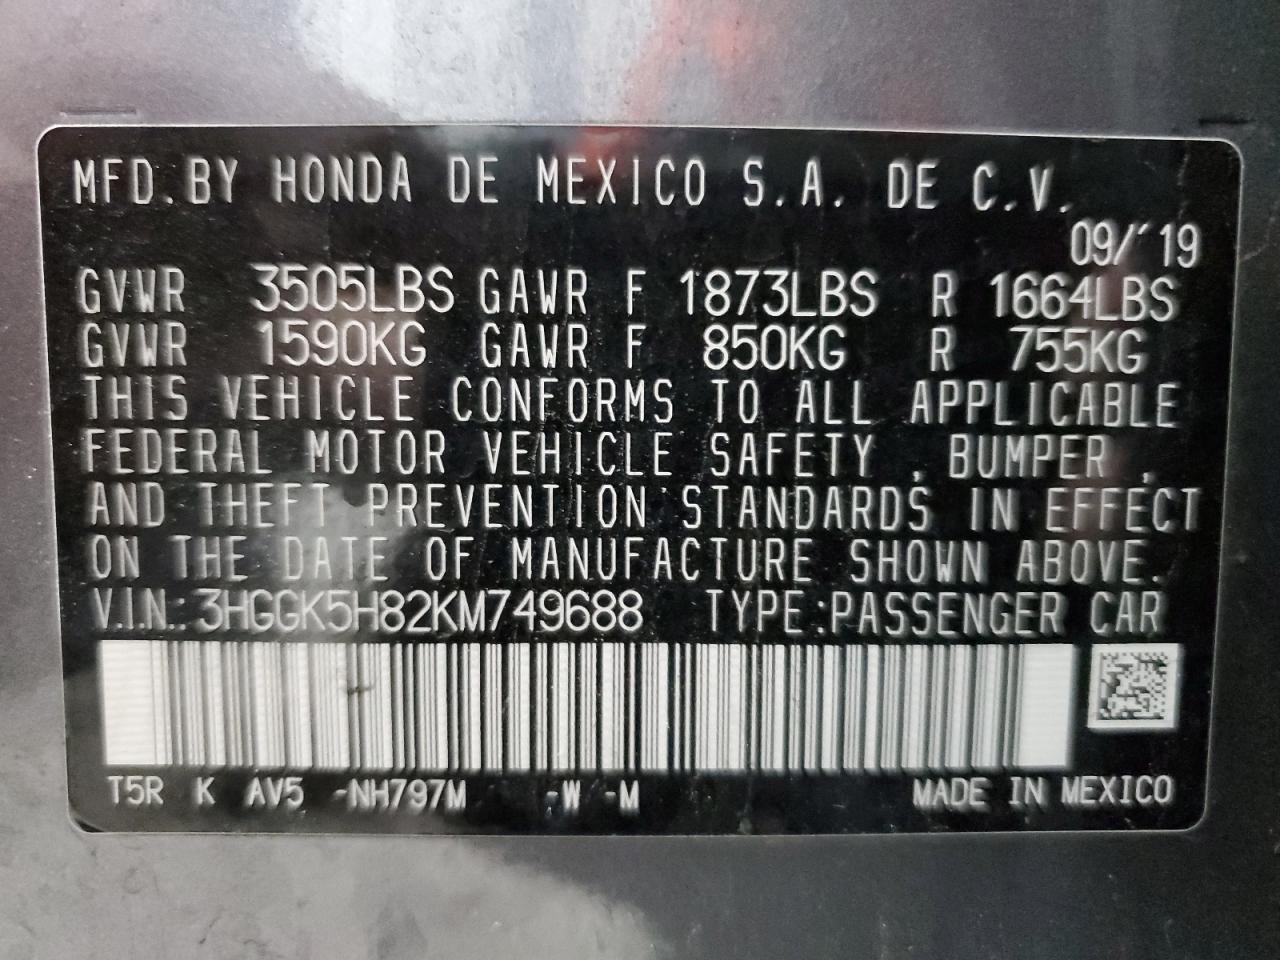 MFD. BY HONDA DE MEXICO S.A. DE C.V.
09/´19
GVWR 3505LBS GAWR F 1873LBS R 1664LBS
GVWR 1590KG GAWR F 850KG R 755KG
THIS VEHICLE CONFORMS TO ALL APPLICABLE
FEDERAL MOTOR VEHICLE SAFETY , BUMPER ,
AND THEFT PREVENTION STANDARDS IN EFFECT
ON THE DATE OF MANUFACTURE SHOWN ABOVE.
V.I.N.: 3HGGK5H82KM749688 TYPE:PASSENGER CAR
T5R K AV5 -NH797M -W -M MADE IN MEXICO